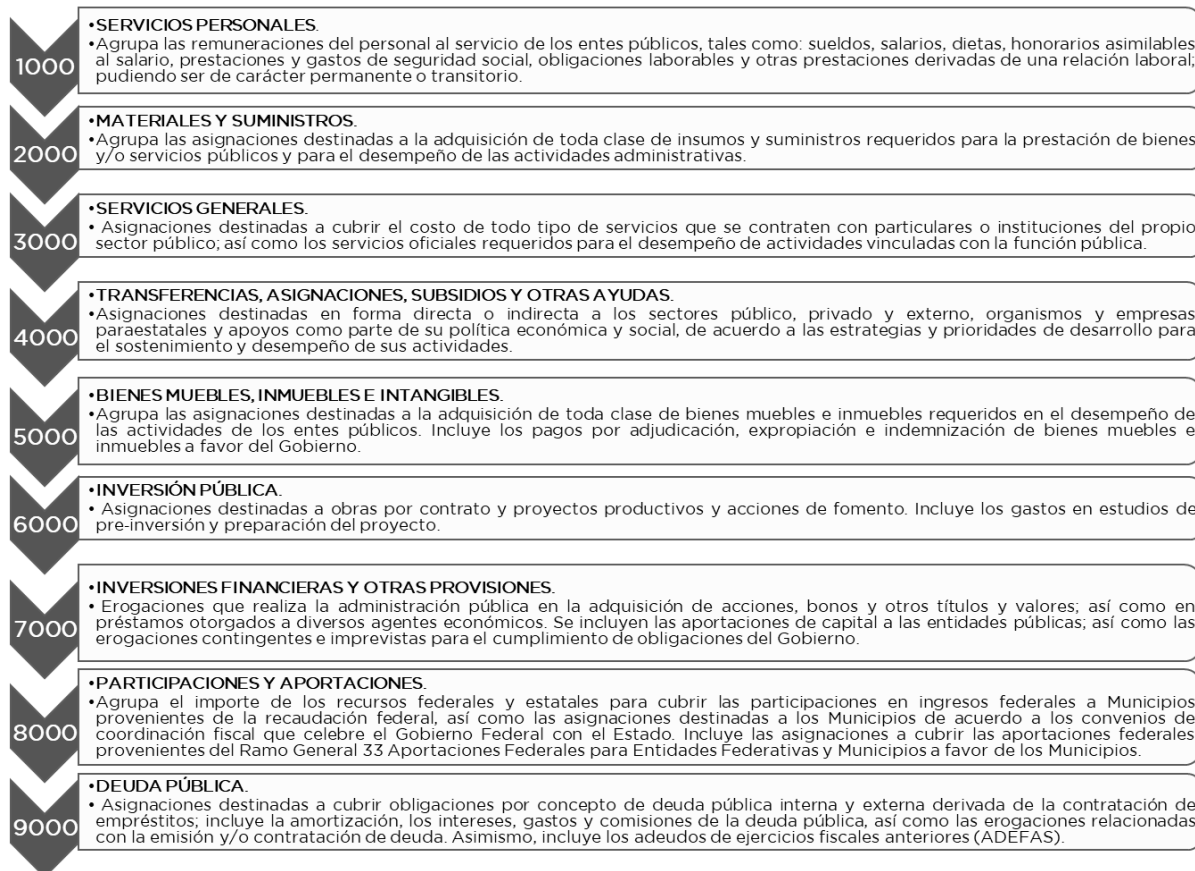 1000
•SERVICIOS PERSONALES.
•Agrupa las remuneraciones del personal al servicio de los entes públicos, tales como: sueldos, salarios, dietas, honorarios asimilables
al salario, prestaciones y gastos de seguridad social, obligaciones laborables y otras prestaciones derivadas de una relación laboral;
pudiendo ser de carácter permanente o transitorio.
2000
•MATERIALES Y SUMINISTROS.
•Agrupa las asignaciones destinadas a la adquisición de toda clase de insumos y suministros requeridos para la prestación de bienes
y/o servicios públicos y para el desempeño de las actividades administrativas.
3000
•SERVICIOS GENERALES.
• Asignaciones destinadas a cubrir el costo de todo tipo de servicios que se contraten con particulares o instituciones del propio
sector público; así como los servicios oficiales requeridos para el desempeño de actividades vinculadas con la función pública.
4000
•TRANSFERENCIAS, ASIGNACIONES, SUBSIDIOS Y OTRAS AYUDAS.
•Asignaciones destinadas en forma directa o indirecta a los sectores público, privado y externo, organismos y empresas
paraestatales y apoyos como parte de su política económica y social, de acuerdo a las estrategias y prioridades de desarrollo para
el sostenimiento y desempeño de sus actividades.
5000
•BIENES MUEBLES, INMUEBLES E INTANGIBLES.
•Agrupa las asignaciones destinadas a la adquisición de toda clase de bienes muebles e inmuebles requeridos en el desempeño de
las actividades de los entes públicos. Incluye los pagos por adjudicación, expropiación e indemnización de bienes muebles e
inmuebles a favor del Gobierno.
6000
•INVERSIÓN PÚBLICA.
• Asignaciones destinadas a obras por contrato y proyectos productivos y acciones de fomento. Incluye los gastos en estudios de
pre-inversión y preparación del proyecto.
7000
•INVERSIONES FINANCIERAS Y OTRAS PROVISIONES.
• Erogaciones que realiza la administración pública en la adquisición de acciones, bonos y otros títulos y valores; así como en
préstamos otorgados a diversos agentes económicos. Se incluyen las aportaciones de capital a las entidades públicas; así como las
erogaciones contingentes e imprevistas para el cumplimiento de obligaciones del Gobierno.
8000
•PARTICIPACIONES Y APORTACIONES.
•Agrupa el importe de los recursos federales y estatales para cubrir las participaciones en ingresos federales a Municipios
provenientes de la recaudación federal, así como las asignaciones destinadas a los Municipios de acuerdo a los convenios de
coordinación fiscal que celebre el Gobierno Federal con el Estado. Incluye las asignaciones a cubrir las aportaciones federales
provenientes del Ramo General 33 Aportaciones Federales para Entidades Federativas y Municipios a favor de los Municipios.
9000
•DEUDA PÚBLICA.
• Asignaciones destinadas a cubrir obligaciones por concepto de deuda pública interna y externa derivada de la contratación de
empréstitos; incluye la amortización, los intereses, gastos y comisiones de la deuda pública, así como las erogaciones relacionadas
con la emisión y/o contratación de deuda. Asimismo, incluye los adeudos de ejercicios fiscales anteriores (ADEFAS).